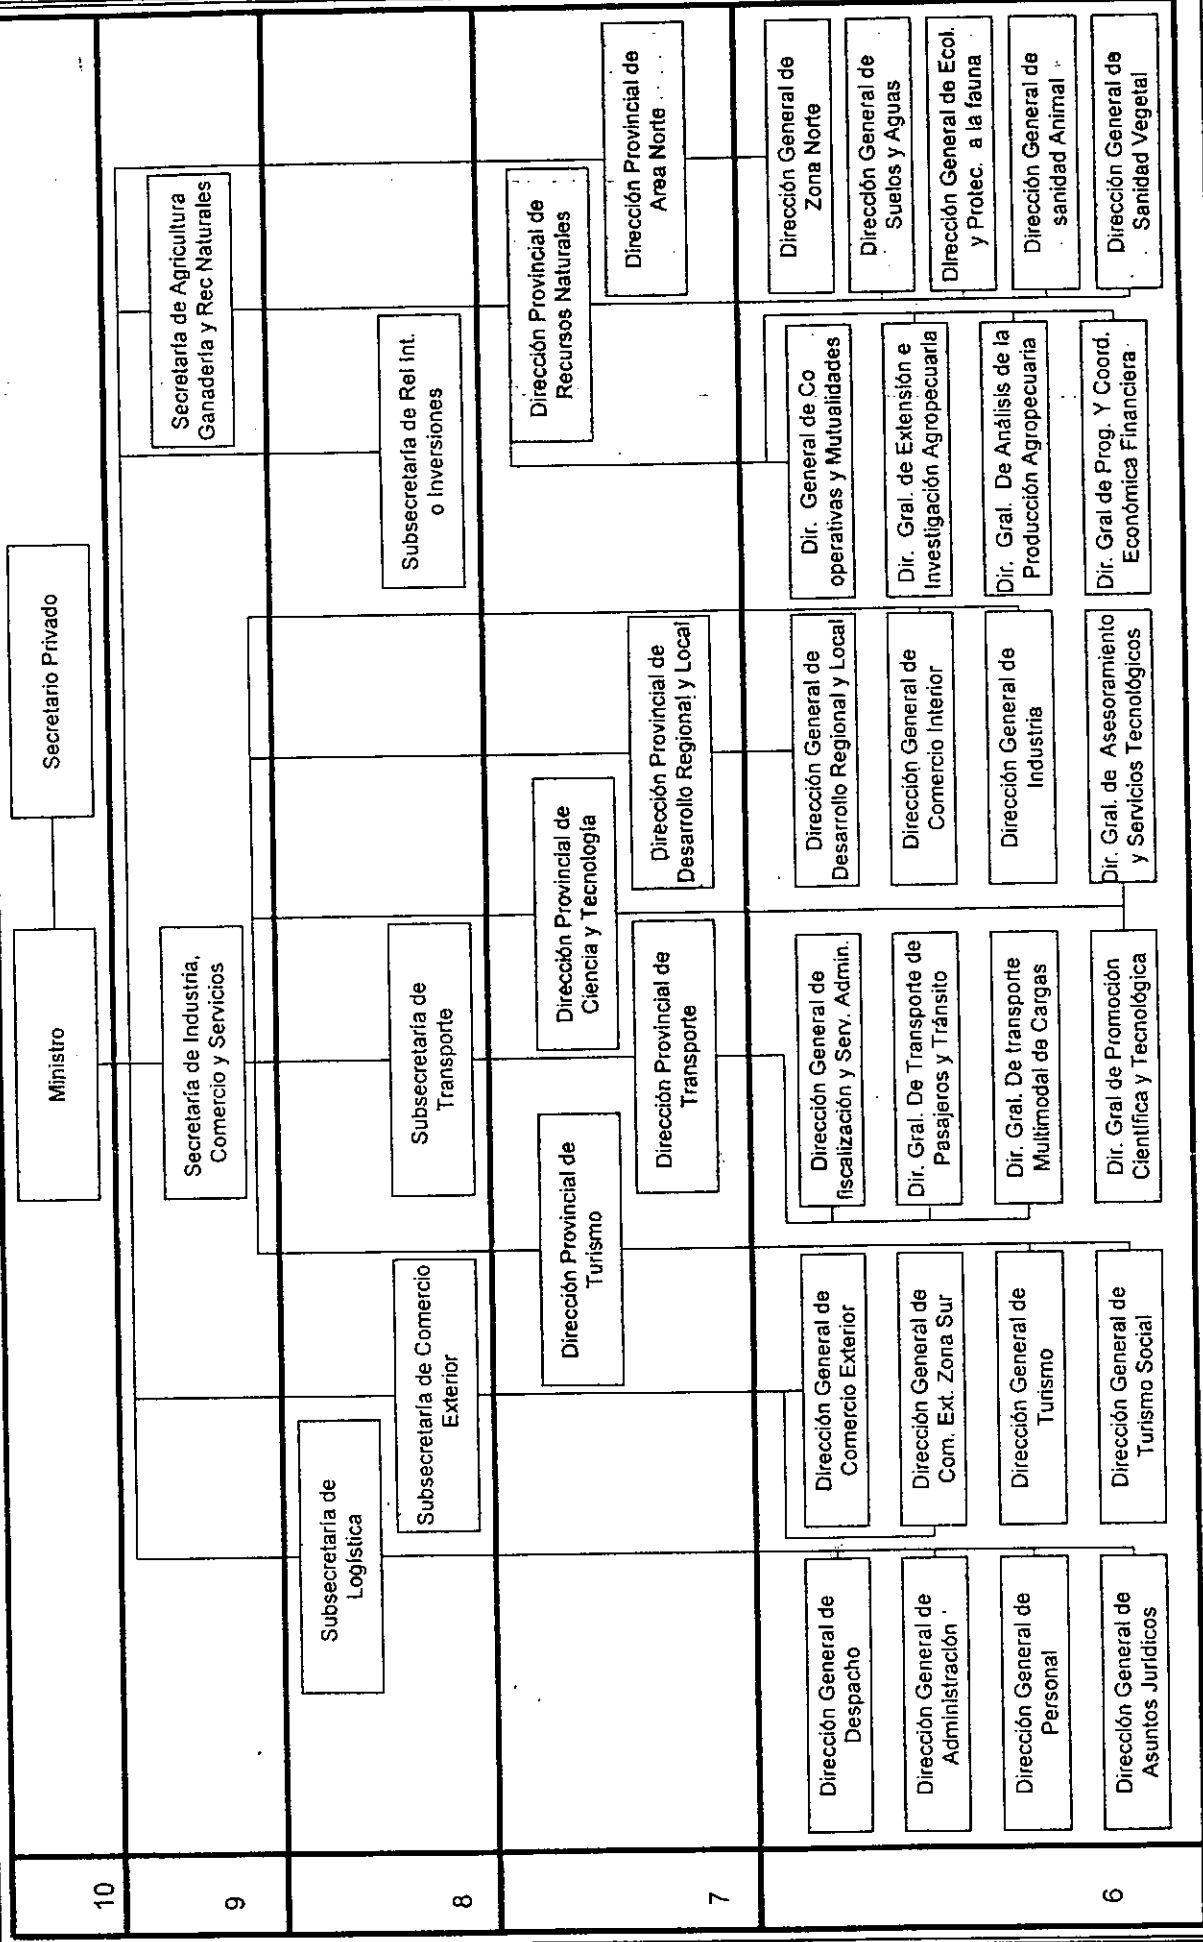 10
Ministro
Secretario Privado
9
Secretaría de Industria,
Comercio y Servicios
Secretaría de Agricultura
Ganadería y Rec Naturales
8
Subsecretaría de
Logística
Subsecretaría de Comercio
Exterior
Subsecretaría de
Transporte
Subsecretaría de Rel Int.
o Inversiones
7
Dirección Provincial de
Turismo
Dirección Provincial de
Transporte
Dirección Provincial de
Ciencia y Tecnología
Dirección Provincial de
Desarrollo Regional y Local
Dirección Provincial de
Recursos Naturales
Dirección Provincial de
Area Norte
6
Dirección General de
Despacho
Dirección General de
Administración
Dirección General de
Personal
Dirección General de
Asuntos Jurídicos
Dirección General de
Comercio Exterior
Dirección General de
Com. Ext. Zona Sur
Dirección General de
Turismo
Dirección General de
Turismo Social
Dirección General de
fiscalización y Serv. Admin.
Dir. Gral. De Transporte de
Pasajeros y Tránsito
Dir. Gral. De transporte
Multimodal de Cargas
Dir. Gral de Promoción
Científica y Tecnológica
Dirección General de
Desarrollo Regional y Local
Dirección General de
Comercio Interior
Dirección General de
Industria
Dir. Gral. de Asesoramiento
y Servicios Tecnológicos
Dir. General de Co
operativas y Mutualidades
Dir. Gral. de Extensión e
Investigación Agropecuaria
Dir. Gral. De Análisis de la
Producción Agropecuaria
Dir. Gral de Prog. Y Coord.
Económica Financiera
Dirección General de
Zona Norte
Dirección General de
Suelos y Aguas
Dirección General de Ecol.
y Protec. a la fauna
Dirección General de
sanidad Animal
Dirección General de
Sanidad Vegetal